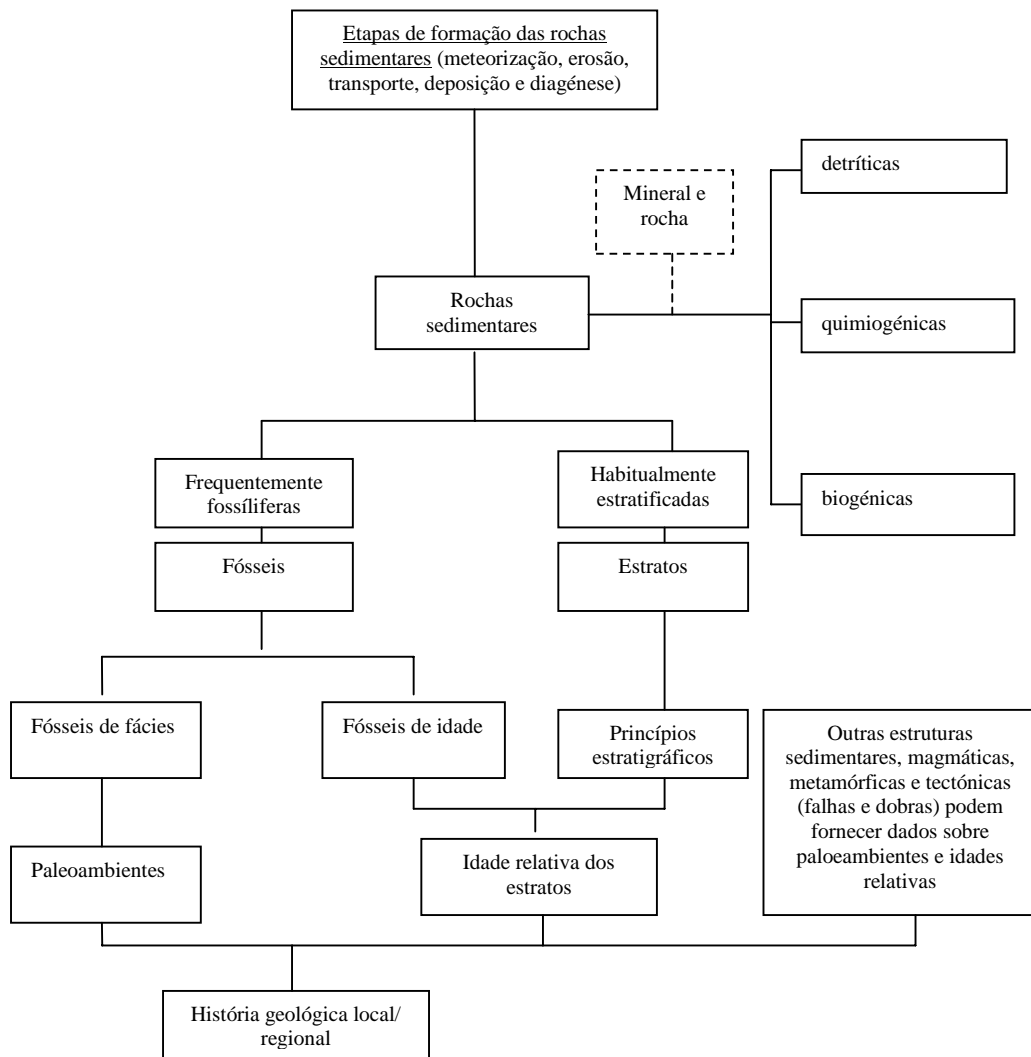 Etapas de formação das rochas
sedimentares (meteorização, erosão,
transporte, deposição e diagénese)
detríticas
Mineral e
rocha
Rochas
sedimentares
quimiogénicas
Frequentemente
fossílíferas
Habitualmente
estratificadas
biogénicas
Fósseis
Estratos
Fósseis de fácies
Fósseis de idade
Princípios
estratigráficos
Outras estruturas
sedimentares, magmáticas,
metamórficas e tectónicas
(falhas e dobras) podem
fornecer dados sobre
paloeambientes e idades
relativas
Paleoambientes
Idade relativa dos
estratos
História geológica local/
regional